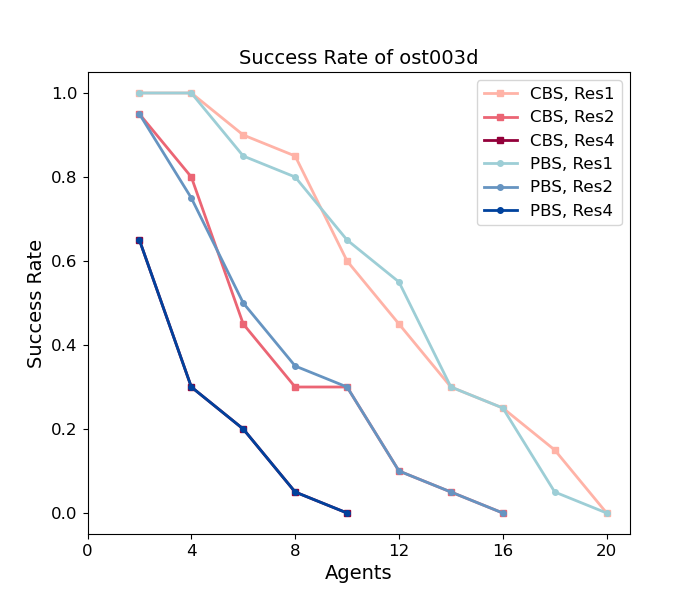 Success Rate of ost003d
CBS, Res1
CBS, Res2
CBS, Res4
PBS, Res1
PBS, Res2
PBS, Res4
1.0
0.8
0.6
0.4
0.2
0.0
Success Rate
0 4 8 12 16 20
Agents